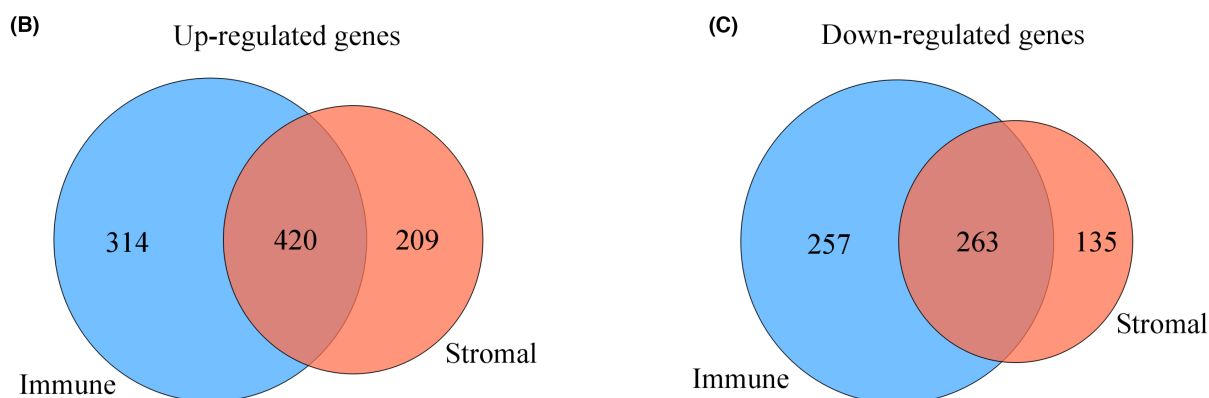 (B)
Up-regulated genes
314
420
209
Stromal
Immune
(C)
Down-regulated genes
257
263
135
Stromal
Immune